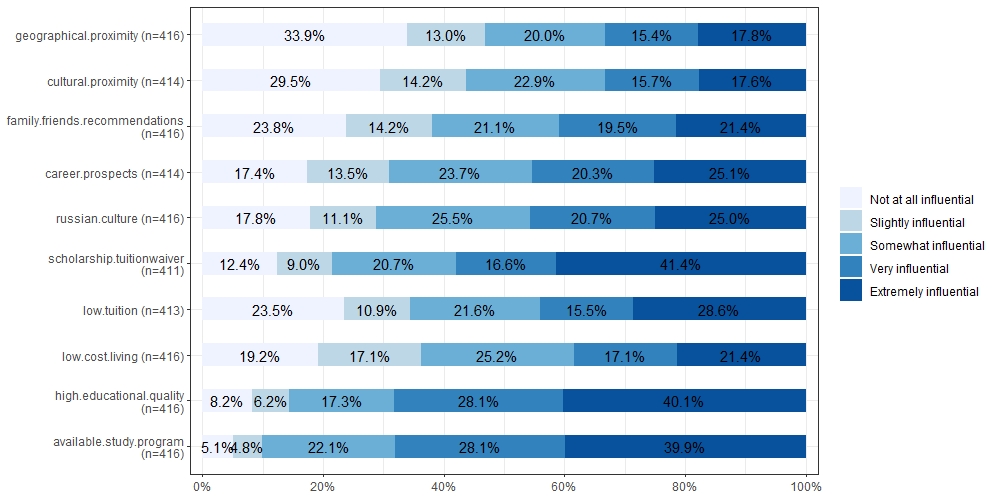 geographical.proximity (n=416) 33.9% 13.0% 20.0% 15.4% 17.8%
cultural.proximity (n=414) 29.5% 14.2% 22.9% 15.7% 17.6%
family.friends.recommendations
(n=416) 23.8% 14.2% 21.1% 19.5% 21.4%
career.prospects (n=414) 17.4% 13.5% 23.7% 20.3% 25.1%
russian.culture (n=416) 17.8% 11.1% 25.5% 20.7% 25.0%
scholarship.tuitionwaiver
(n=411) 12.4% 9.0% 20.7% 16.6% 41.4%
low.tuition (n=413) 23.5% 10.9% 21.6% 15.5% 28.6%
low.cost.living (n=416) 19.2% 17.1% 25.2% 17.1% 21.4%
high.educational.quality
(n=416) 8.2% 6.2% 17.3% 28.1% 40.1%
available.study.program
(n=416) 5.1% 4.8% 22.1% 28.1% 39.9%
0% 20% 40% 60% 80% 100%
Not at all influential
Slightly influential
Somewhat influential
Very influential
Extremely influential